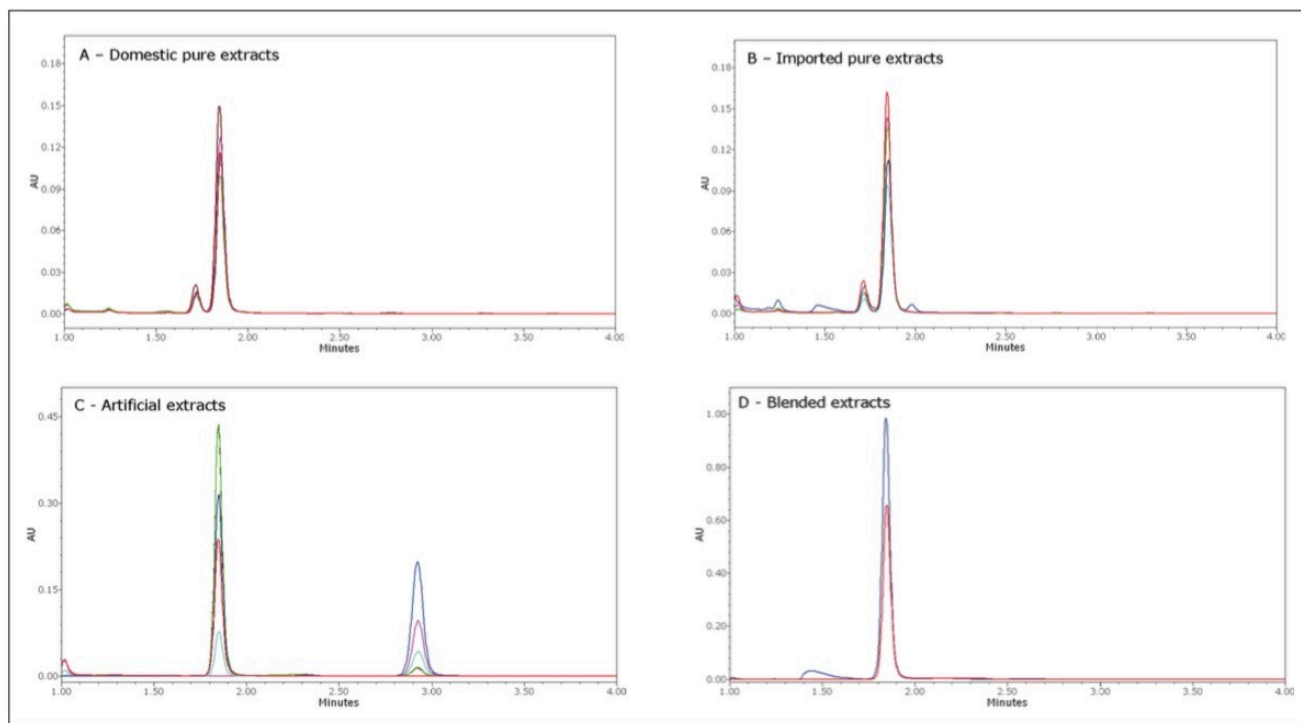 A – Domestic pure extracts
0.18
0.15
0.12
0.09
0.06
0.03
0.00
AU
1.00 1.50 2.00 2.50 3.00 3.50 4.00
Minutes
B – Imported pure extracts
0.18
0.15
0.12
0.09
0.06
0.03
0.00
AU
1.00 1.50 2.00 2.50 3.00 3.50 4.00
Minutes
C - Artificial extracts
0.45
0.30
0.15
0.00
AU
1.00 1.50 2.00 2.50 3.00 3.50 4.00
Minutes
D - Blended extracts
1.00
0.80
0.60
0.40
0.20
0.00
AU
1.00 1.50 2.00 2.50 3.00 3.50 4.00
Minutes